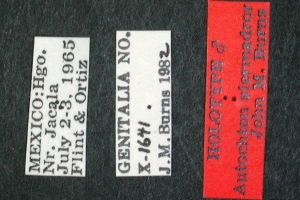 MEXICO: Hgo.
Nr. Jacala
July 2-3, 1965
Flint & Ortiz
GENITALIA NO.
X-1641.
J.M. Burns 1982
HOLOTYPE ♂
Autochton siermadror
John M. Burns